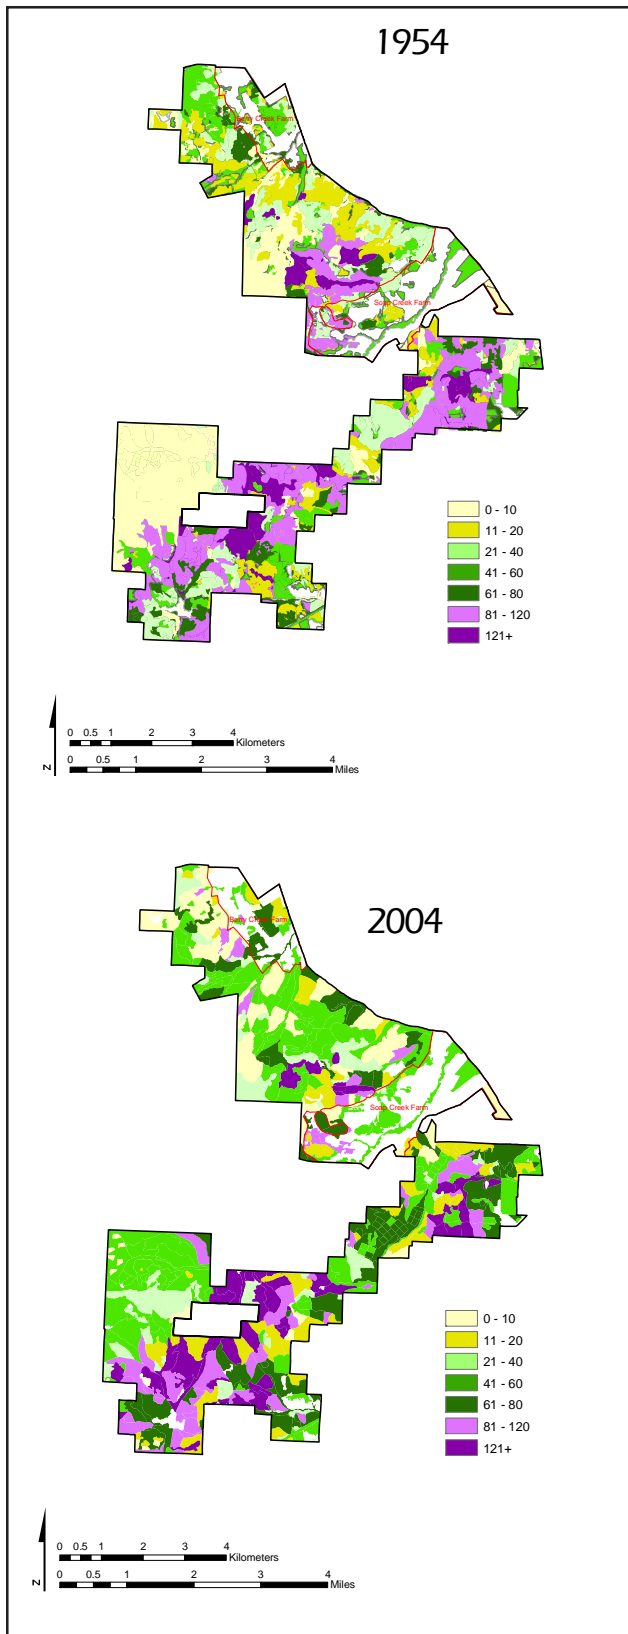 1954
Berry Creek Farm
Soap Creek Farm
0 - 10
11 - 20
21 - 40
41 - 60
61 - 80
81 - 120
121+
0 0.5 1 2 3 4
Kilometers
0 0.5 1 2 3 4
Miles
N
2004
Berry Creek Farm
Soap Creek Farm
0 - 10
11 - 20
21 - 40
41 - 60
61 - 80
81 - 120
121+
0 0.5 1 2 3 4
Kilometers
0 0.5 1 2 3 4
Miles
N